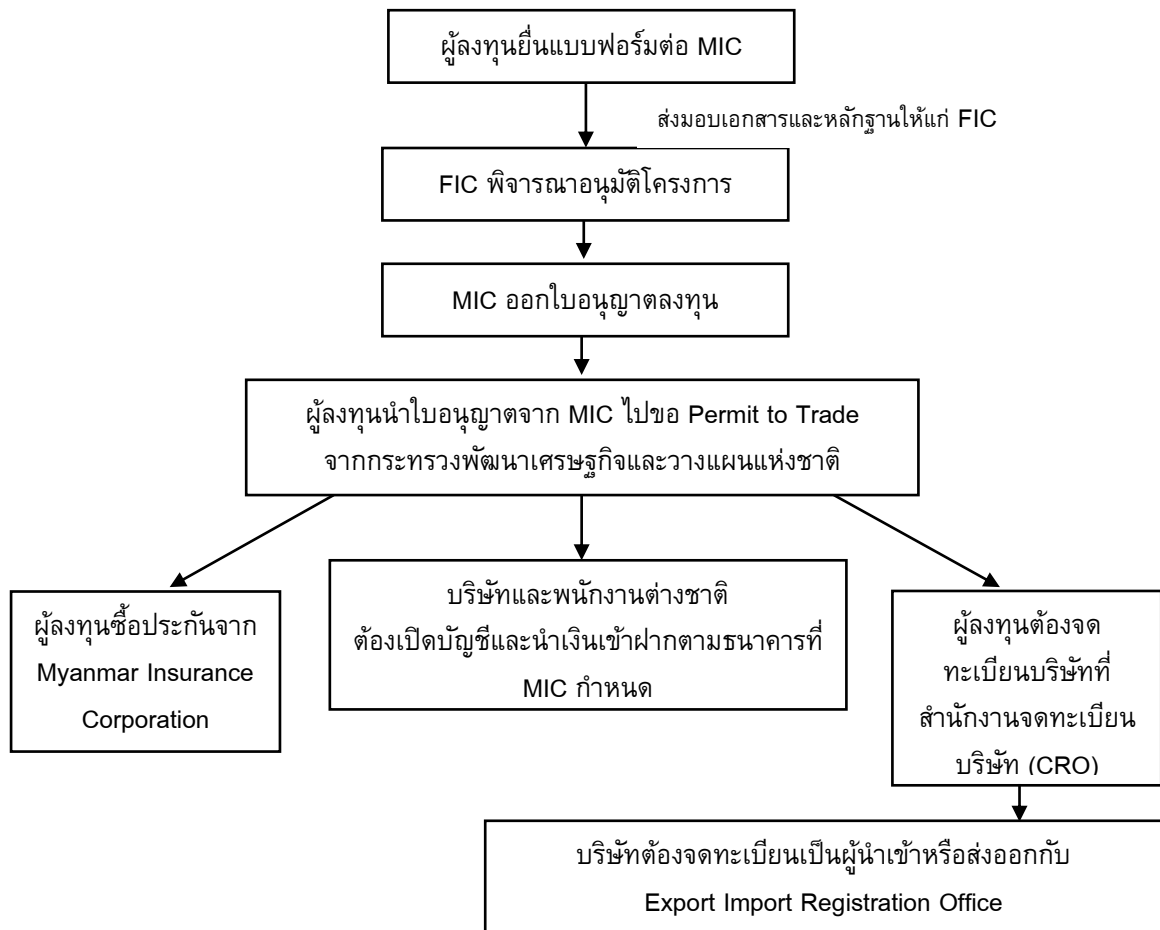 ผู้ลงทุนยื่นแบบฟอร์มต่อ MIC
ส่งมอบเอกสารและหลักฐานให้แก่ FIC
FIC พิจารณาอนุมัติโครงการ
MIC ออกใบอนุญาตลงทุน
ผู้ลงทุนนำใบอนุญาตจาก MIC ไปขอ Permit to Trade
จากกระทรวงพัฒนาเศรษฐกิจและวางแผนแห่งชาติ
ผู้ลงทุนซื้อประกันจาก
Myanmar Insurance
Corporation
บริษัทและพนักงานต่างชาติ
ต้องเปิดบัญชีและนำเงินเข้าฝากตามธนาคารที่
MIC กำหนด
ผู้ลงทุนต้องจด
ทะเบียนบริษัทที่
สำนักงานจดทะเบียน
บริษัท (CRO)
บริษัทต้องจดทะเบียนเป็นผู้นำเข้าหรือส่งออกกับ
Export Import Registration Office